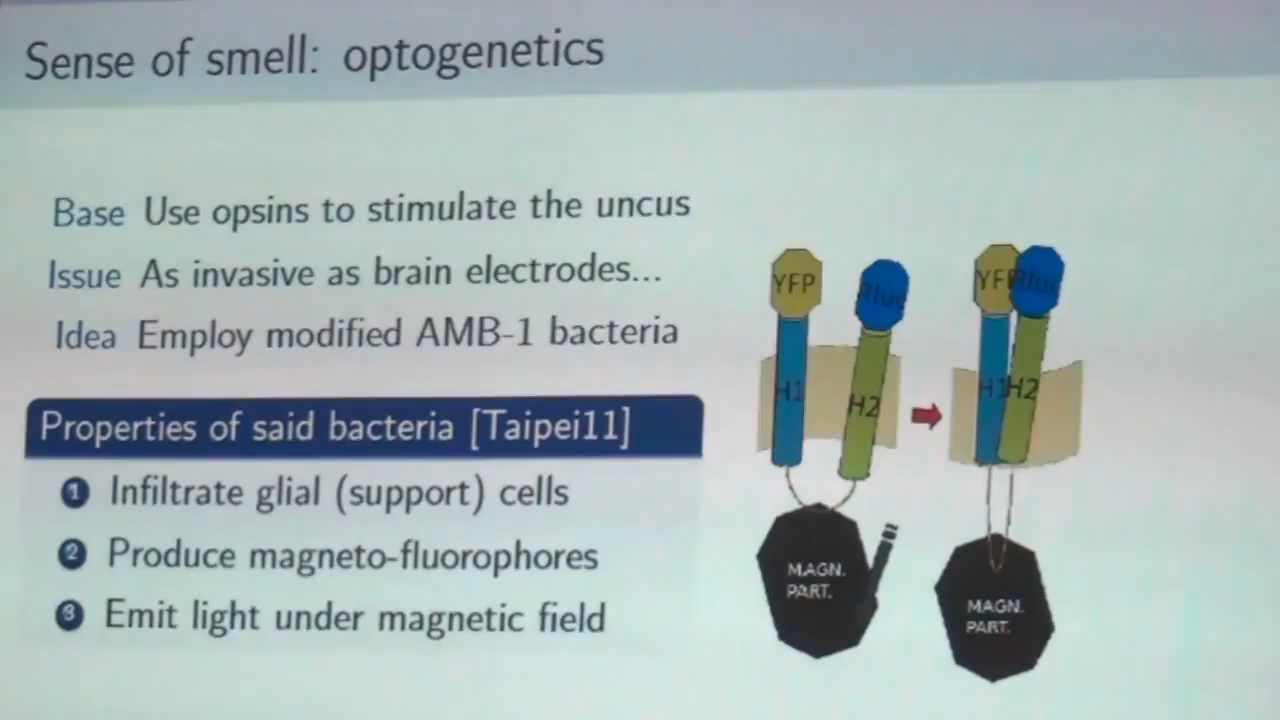 Sense of smell: optogenetics
Base Use opsins to stimulate the uncus
Issue As invasive as brain electrodes...
Idea Employ modified AMB-1 bacteria
Properties of said bacteria [Taipei11]
1 Infiltrate glial (support) cells
2 Produce magneto-fluorophores
3 Emit light under magnetic field
YFP
Rluc
H1
H2
MAGN.
PART.
YFP
Rluc
H1
H2
MAGN.
PART.